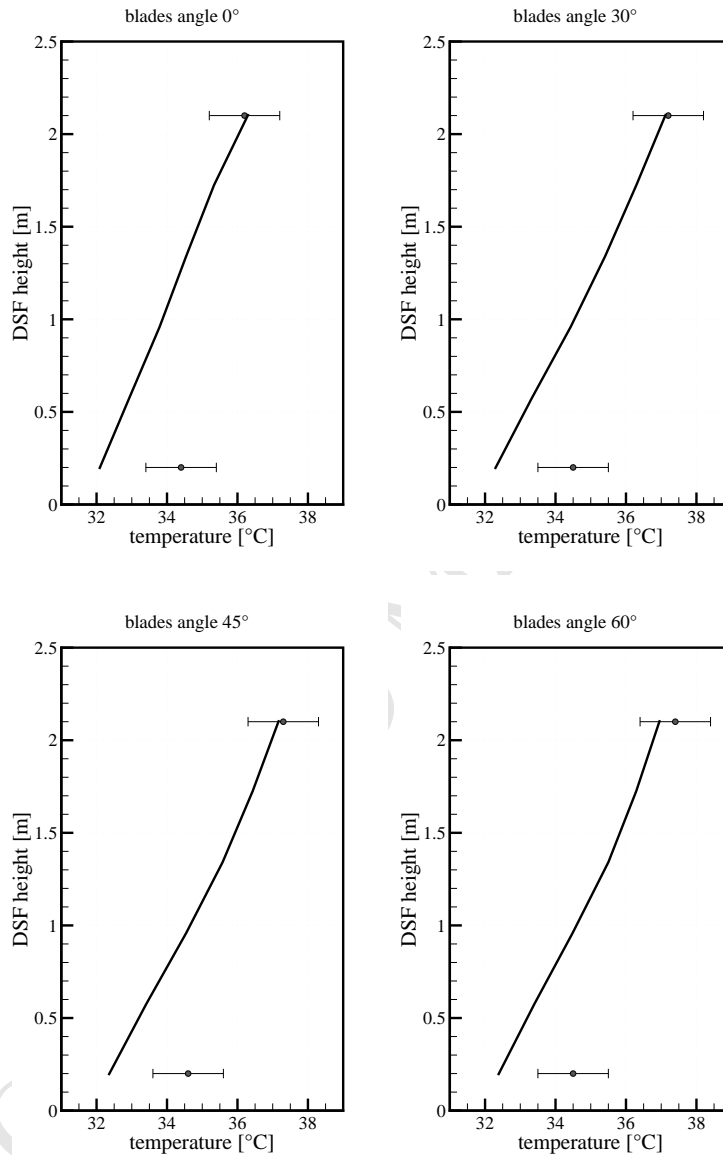 blades angle 0°
2.5
2
1.5
1
0.5
0
DSF height [m]
32 34 36 38
temperature [°C]
blades angle 30°
2.5
2
1.5
1
0.5
0
DSF height [m]
32 34 36 38
temperature [°C]
blades angle 45°
2.5
2
1.5
1
0.5
0
DSF height [m]
32 34 36 38
temperature [°C]
blades angle 60°
2.5
2
1.5
1
0.5
0
DSF height [m]
32 34 36 38
temperature [°C]